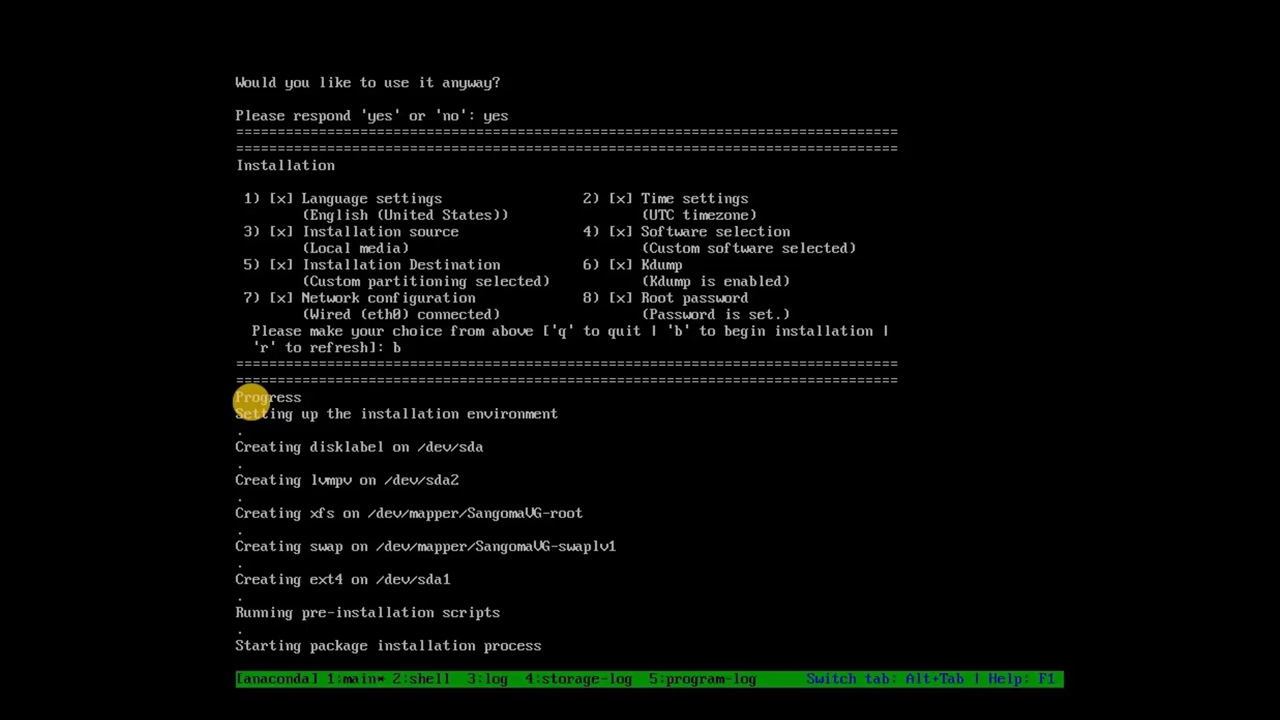 Would you like to use it anyway?
Please respond 'yes' or 'no': yes
================================================================================
================================================================================
Installation
1) [x] Language settings 2) [x] Time settings
(English (United States)) (UTC timezone)
3) [x] Installation source 4) [x] Software selection
(Local media) (Custom software selected)
5) [x] Installation Destination 6) [x] Kdump
(Custom partitioning selected) (Kdump is enabled)
7) [x] Network configuration 8) [x] Root password
(Wired (eth0) connected) (Password is set.)
Please make your choice from above ['q' to quit | 'b' to begin installation |
'r' to refresh]: b
================================================================================
================================================================================
Progress
Setting up the installation environment
.
Creating disklabel on /dev/sda
.
Creating lvmpv on /dev/sda2
.
Creating xfs on /dev/mapper/SangomaVG-root
.
Creating swap on /dev/mapper/SangomaVG-swaplv1
.
Creating ext4 on /dev/sda1
.
Running pre-installation scripts
.
Starting package installation process
[anaconda] 1:main* 2:shell 3:log 4:storage-log 5:program-log Switch tab: Alt+Tab | Help: F1